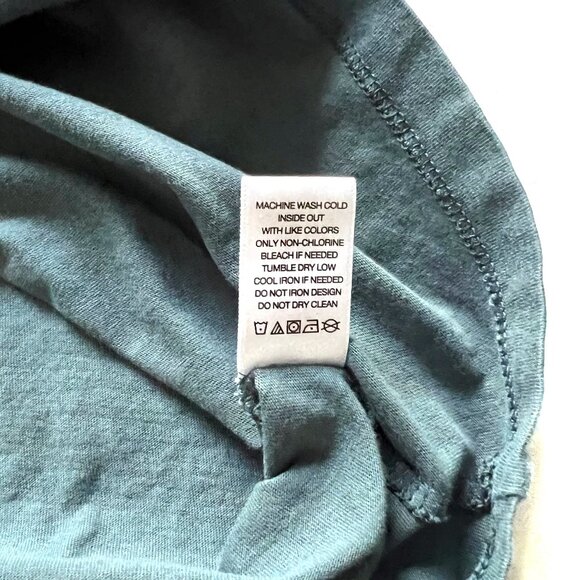 MACHINE WASH COLD
INSIDE OUT
WITH LIKE COLORS
ONLY NON-CHLORINE
BLEACH IF NEEDED
TUMBLE DRY LOW
COOL IRON IF NEEDED
DO NOT IRON DESIGN
DO NOT DRY CLEAN